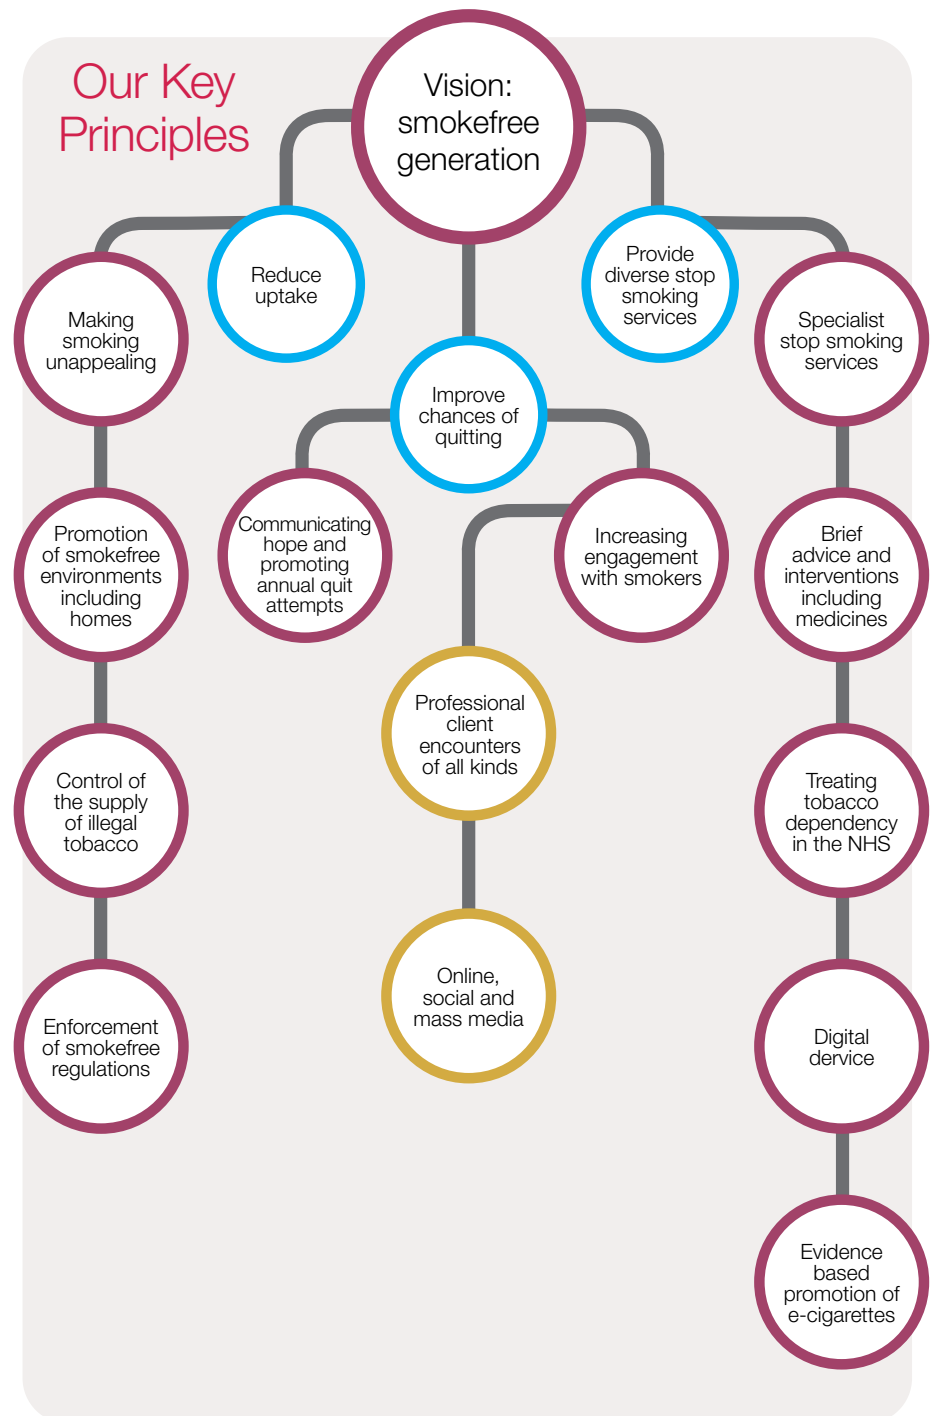 Our Key
Principles
Vision:
smokefree
generation
Reduce
uptake
Provide
diverse stop
smoking
services
Making
smoking
unappealing
Specialist
stop smoking
services
Improve
chances of
quitting
Communicating
hope and
promoting
annual quit
attempts
Increasing
engagement
with smokers
Promotion
of smokefree
environments
including
homes
Brief
advice and
interventions
including
medicines
Professional
client
encounters
of all kinds
Control of
the supply
of illegal
tobacco
Treating
tobacco
dependency
in the NHS
Online,
social and
mass media
Enforcement
of smokefree
regulations
Digital
dervice
Evidence
based
promotion of
e-cigarettes